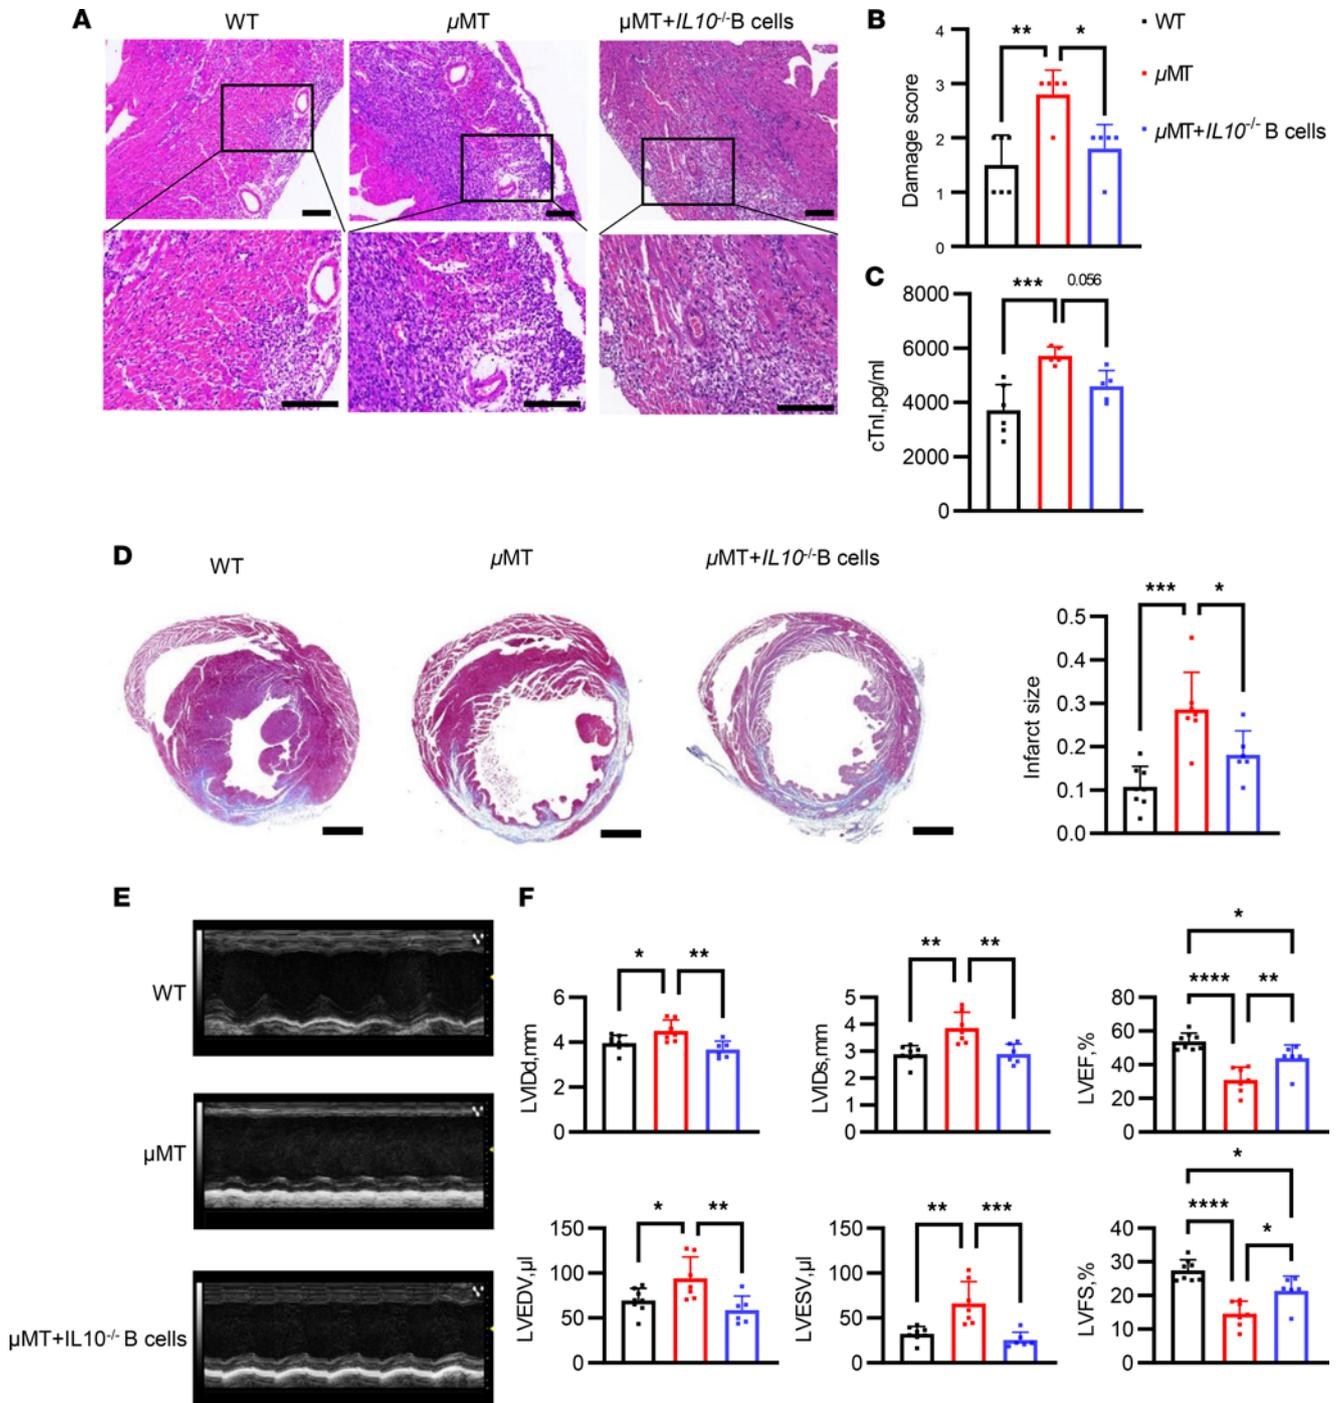 A
WT
µMT
µMT+IL10-/-B cells
B
Damage score
4
3
2
1
0
**
*
WT
µMT
µMT+IL10-/- B cells
C
cTnI,pg/ml
8000
6000
4000
2000
0
***
0.056
D
WT
µMT
µMT+IL10-/-B cells
Infarct size
0.5
0.4
0.3
0.2
0.1
0.0
***
*
E
WT
µMT
µMT+IL10-/- B cells
F
LVIDd,mm
6
4
2
0
*
**
LVIDs,mm
5
4
3
2
1
0
**
**
LVEF,%
80
60
40
20
0
*
****
**
LVEDV,µl
150
100
50
0
*
**
LVESV,µl
150
100
50
0
**
***
LVFS,%
40
30
20
10
0
*
****
*